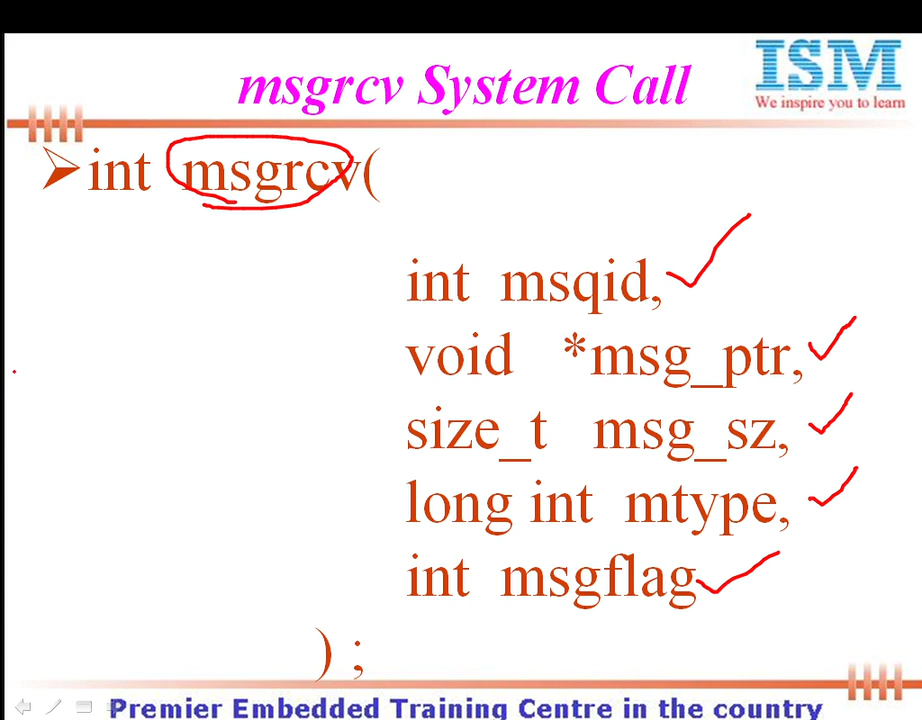 msgrcv System Call
ISM
We inspire you to learn
int msgrcv(
int msqid,
void *msg_ptr,
size_t msg_sz,
long int mtype,
int msgflag
) ;
Premier Embedded Training Centre in the country